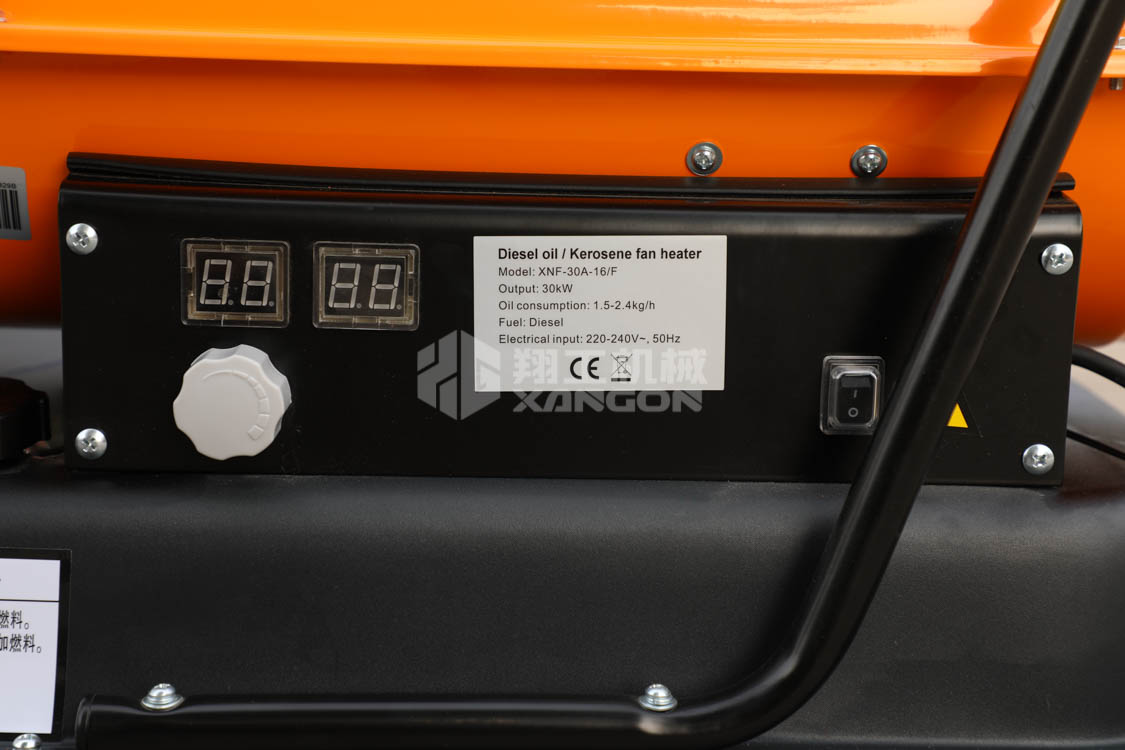 Diesel oil / Kerosene fan heater
Model: XNF-30A-16/F
Output: 30kW
Oil consumption: 1.5-2.4kg/h
Fuel: Diesel
Electrical input: 220-240V~, 50Hz
CE
翔工机械
XANGON
燃料。
加燃料。